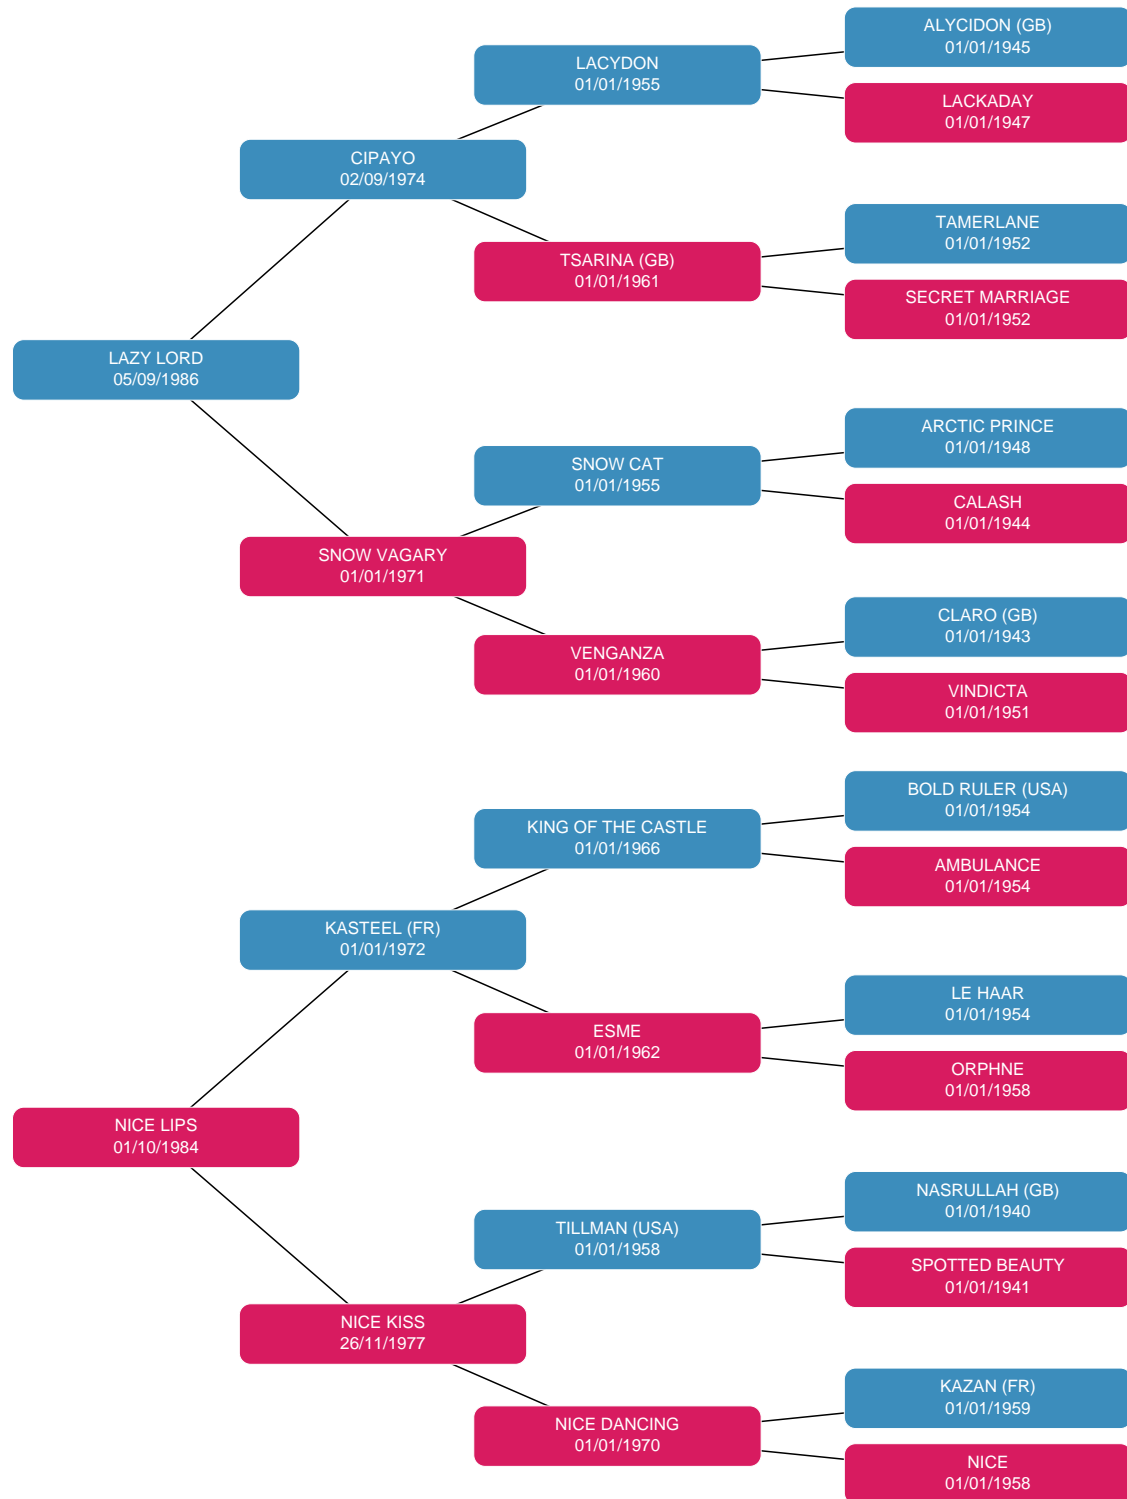 ALYCIDON (GB)
01/01/1945
LACYDON
01/01/1955
LACKADAY
01/01/1947
CIPAYO
02/09/1974
TAMERLANE
01/01/1952
TSARINA (GB)
01/01/1961
SECRET MARRIAGE
01/01/1952
LAZY LORD
05/09/1986
ARCTIC PRINCE
01/01/1948
SNOW CAT
01/01/1955
CALASH
01/01/1944
SNOW VAGARY
01/01/1971
CLARO (GB)
01/01/1943
VENGANZA
01/01/1960
VINDICTA
01/01/1951
BOLD RULER (USA)
01/01/1954
KING OF THE CASTLE
01/01/1966
AMBULANCE
01/01/1954
KASTEEL (FR)
01/01/1972
LE HAAR
01/01/1954
ESME
01/01/1962
ORPHNE
01/01/1958
NICE LIPS
01/10/1984
NASRULLAH (GB)
01/01/1940
TILLMAN (USA)
01/01/1958
SPOTTED BEAUTY
01/01/1941
NICE KISS
26/11/1977
KAZAN (FR)
01/01/1959
NICE DANCING
01/01/1970
NICE
01/01/1958